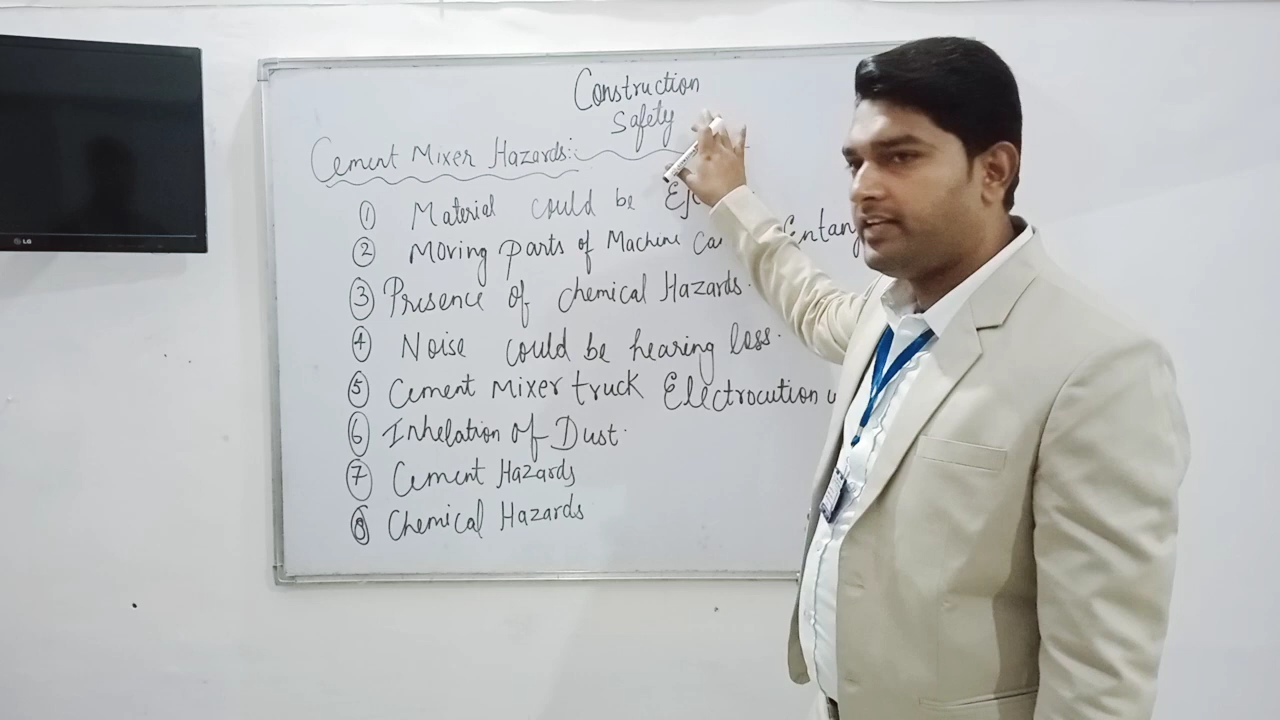 LG
Construction
Safety
Cement Mixer Hazards:-
① Material could be
② Moving parts of Machine
③ Presence of chemical Hazards.
④ Noise could be hearing loss.
⑤ Cement Mixer truck Electrocution
⑥ Inhelation of Dust.
⑦ Cement Hazards
⑧ Chemical Hazards